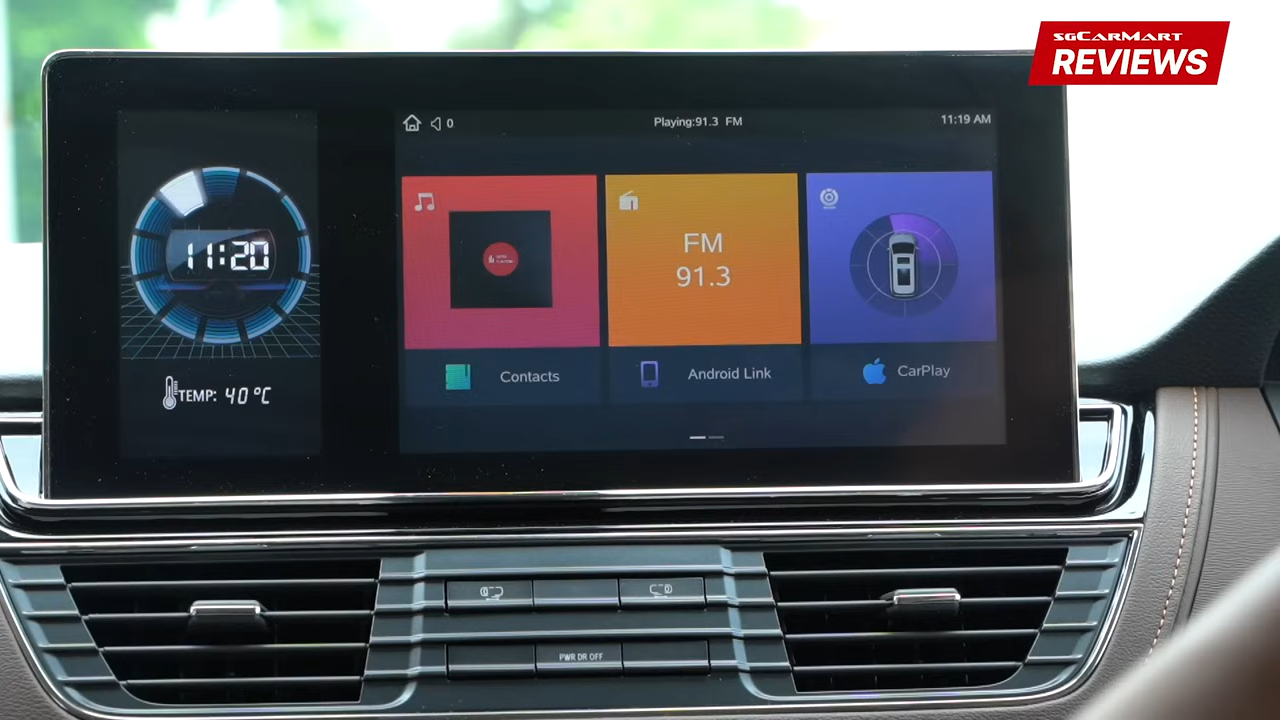 sgCarMart
REVIEWS
0
Playing:91.3 FM
11:19 AM
11:20
FM
91.3
TEMP: 40°C
Contacts
Android Link
CarPlay
PWR DR OFF